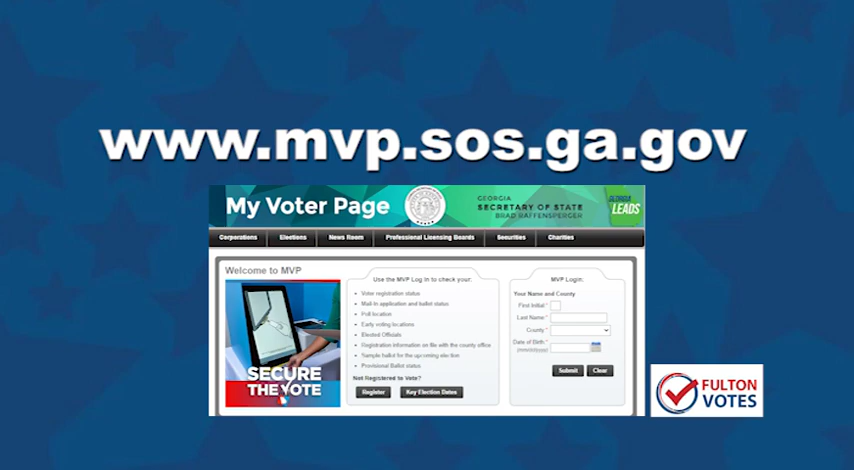 www.mvp.sos.ga.gov
My Voter Page
GEORGIA
SECRETARY OF STATE
BRAD RAFFENSPERGER
GEORGIA
LEADS
Corporations Elections News Room Professional Licensing Boards Securities Charities
Welcome to MVP
Use the MVP Log In to check your:
Voter registration status
Mail-In application and ballot status
Poll location
Early voting locations
Elected Officials
Registration information on file with the county office
Sample ballot for the upcoming election
Provisional Ballot status
Not Registered to Vote?
Register Key Election Dates
SECURE
THE VOTE
MVP Login:
Your Name and County
First Initial:*
Last Name:*
County:*
Date of Birth:*
(mm/dd/yyyy)
Submit Clear
FULTON
VOTES